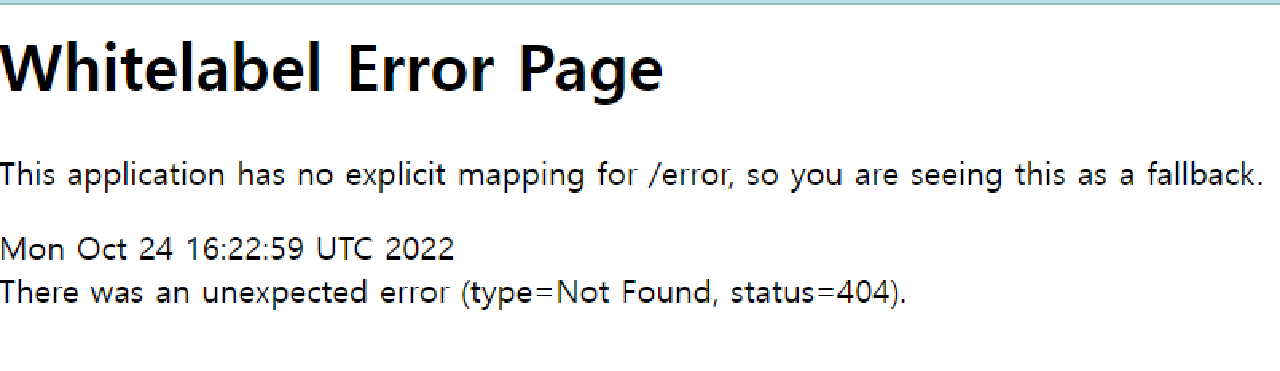 Whitelabel Error Page
This application has no explicit mapping for /error, so you are seeing this as a fallback.
Mon Oct 24 16:22:59 UTC 2022
There was an unexpected error (type=Not Found, status=404).